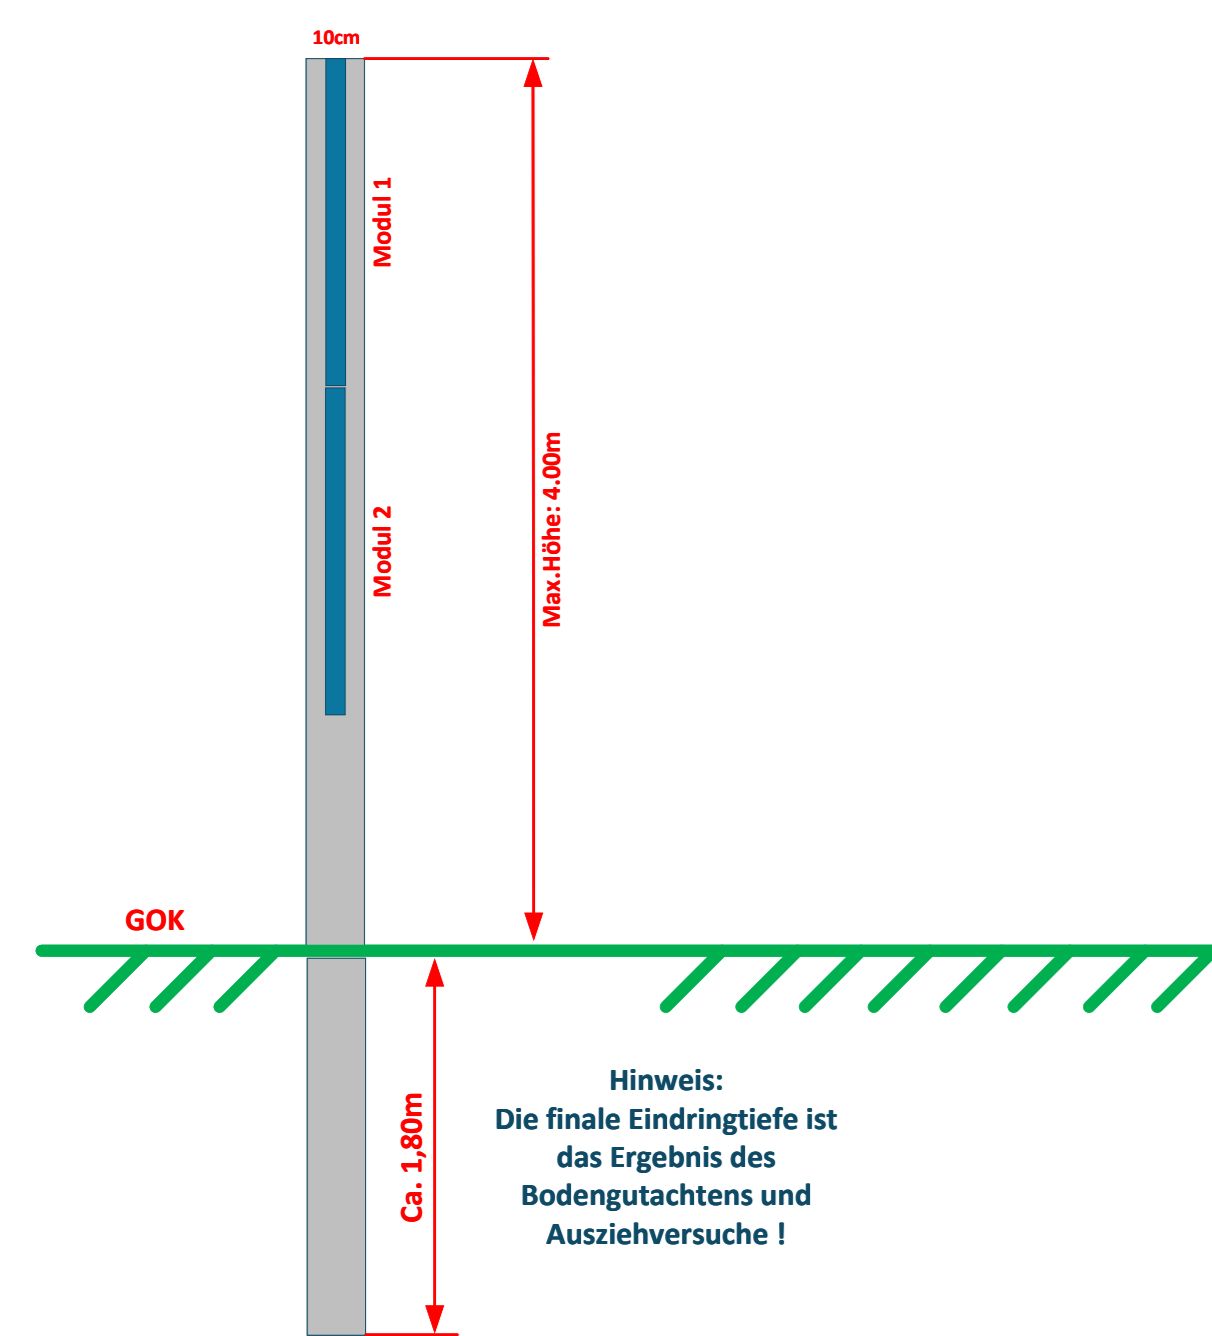 10cm
Modul 1
Max.Höhe: 4.00m
Modul 2
GOK
Ca. 1,80m
Hinweis:
Die finale Eindringtiefe ist
das Ergebnis des
Bodengutachtens und
Ausziehversuche !